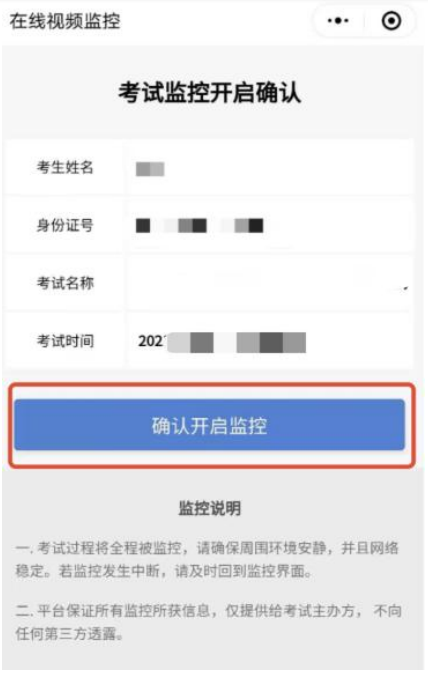 在线视频监控
考试监控开启确认
考生姓名
身份证号
考试名称
考试时间 202
确认开启监控
监控说明
一. 考试过程将全程被监控，请确保周围环境安静，并且网络
稳定。若监控发生中断，请及时回到监控界面。
二. 平台保证所有监控所获信息，仅提供给考试主办方， 不向
任何第三方透露。